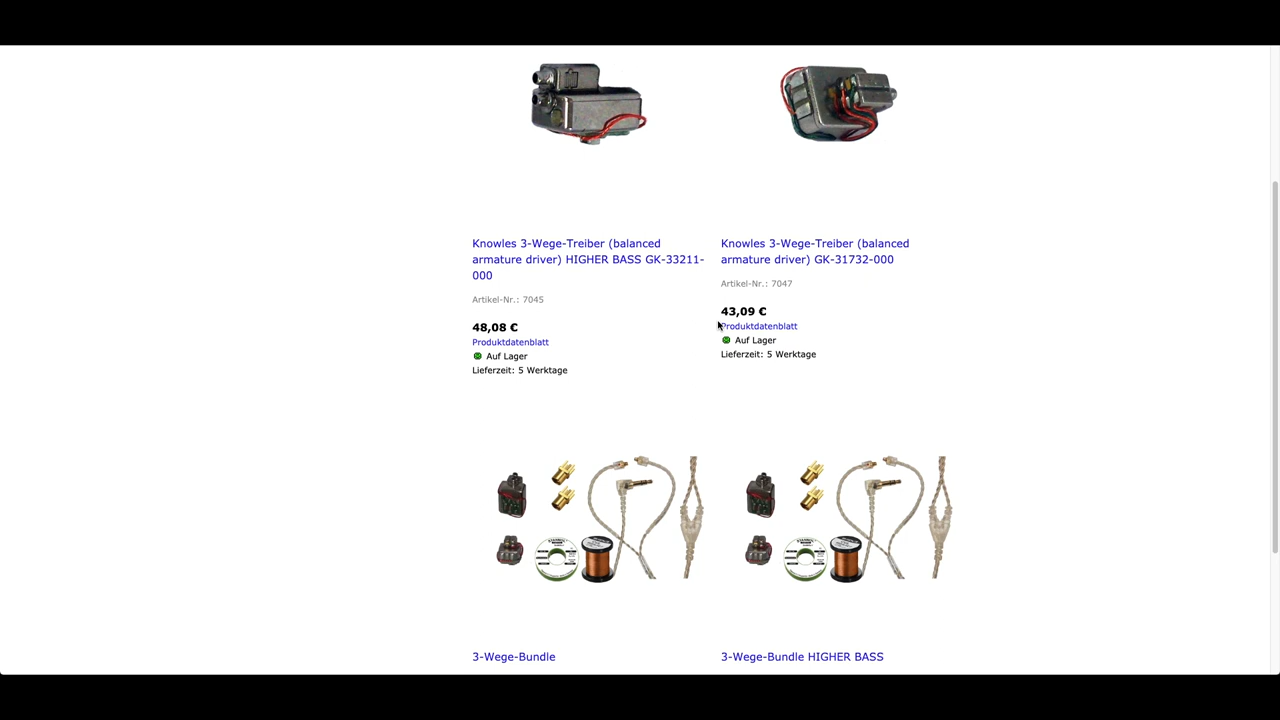 Knowles 3-Wege-Treiber (balanced
armature driver) HIGHER BASS GK-33211-
000
Artikel-Nr.: 7045
48,08 €
Produktdatenblatt
Auf Lager
Lieferzeit: 5 Werktage
Knowles 3-Wege-Treiber (balanced
armature driver) GK-31732-000
Artikel-Nr.: 7047
43,09 €
Produktdatenblatt
Auf Lager
Lieferzeit: 5 Werktage
3-Wege-Bundle
3-Wege-Bundle HIGHER BASS